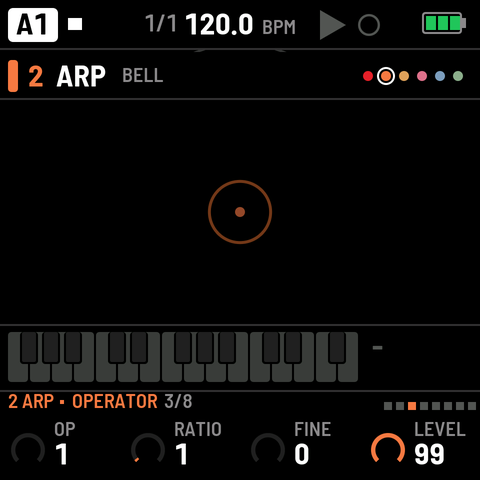 A1 1/1 120.0 BPM
2 ARP BELL
-
2 ARP • OPERATOR 3/8
OP RATIO FINE LEVEL
1 1 0 99